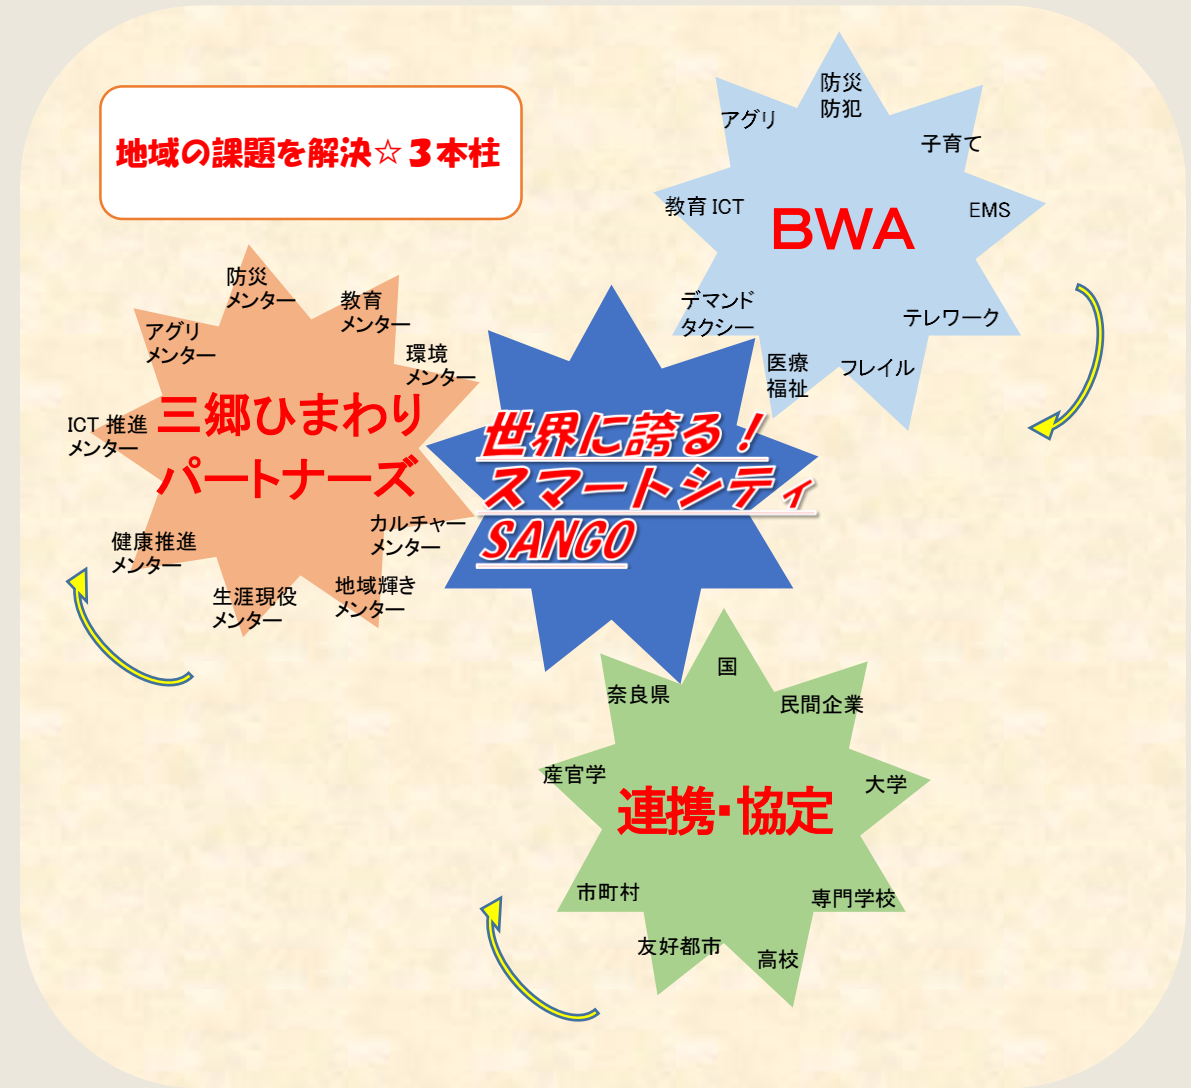 地域の課題を解決☆３本柱
防災
防犯
アグリ
子育て
教育 ICT
EMS
BWA
デマンド
タクシー
テレワーク
医療
福祉
フレイル
防災
メンター
教育
メンター
アグリ
メンター
環境
メンター
ICT 推進
メンター
三郷ひまわり
パートナーズ
カルチャー
メンター
健康推進
メンター
地域輝き
メンター
生涯現役
メンター
世界に誇る！
スマートシティ
SANGO
国
奈良県
民間企業
産官学
大学
連携・協定
市町村
専門学校
友好都市
高校